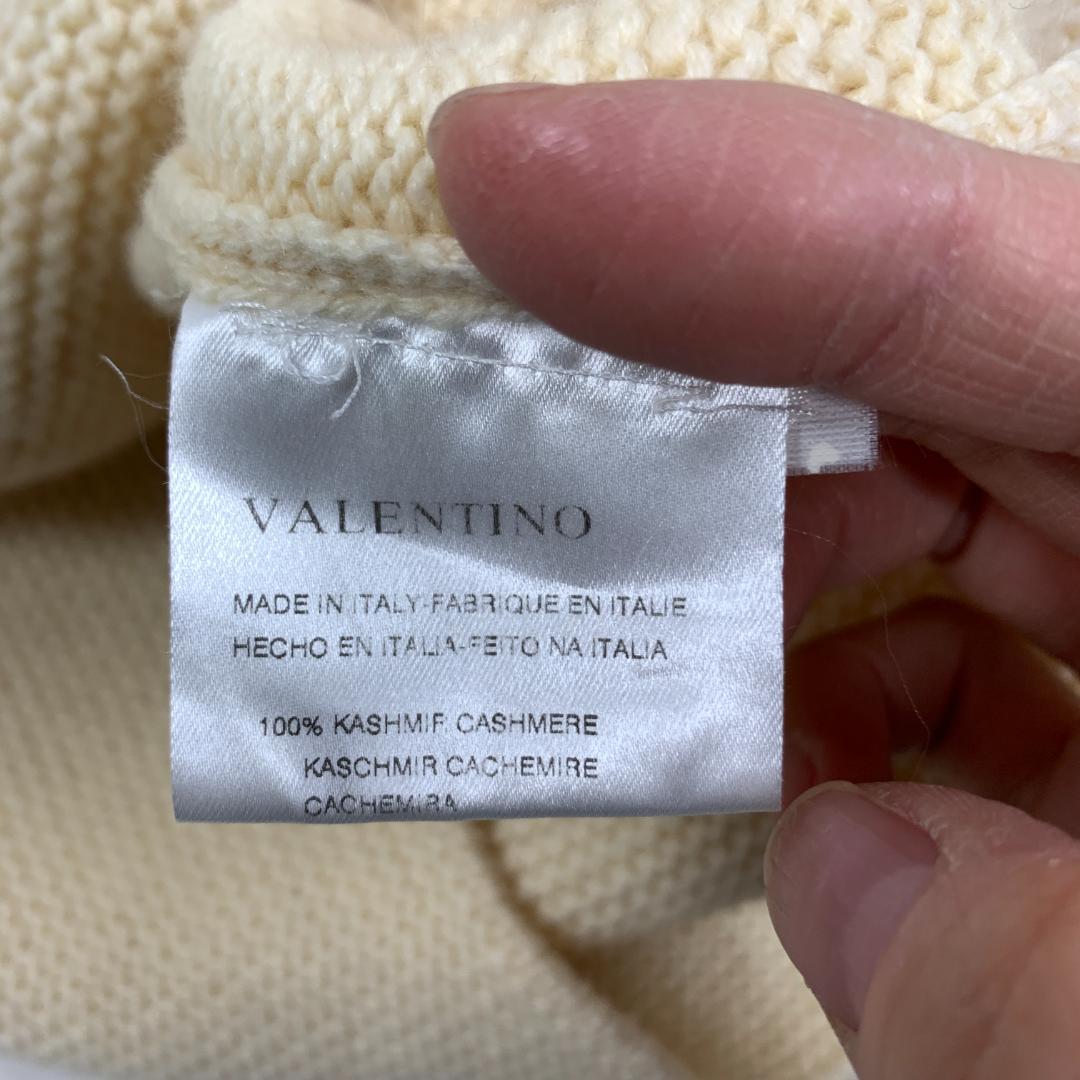 VALENTINO
MADE IN ITALY-FABRIQUE EN ITALIE
HECHO EN ITALIA-FEITO NA ITALIA
100% KASHMIR CASHMERE
KASCHMIR CACHEMIRE
CACHEMIRA